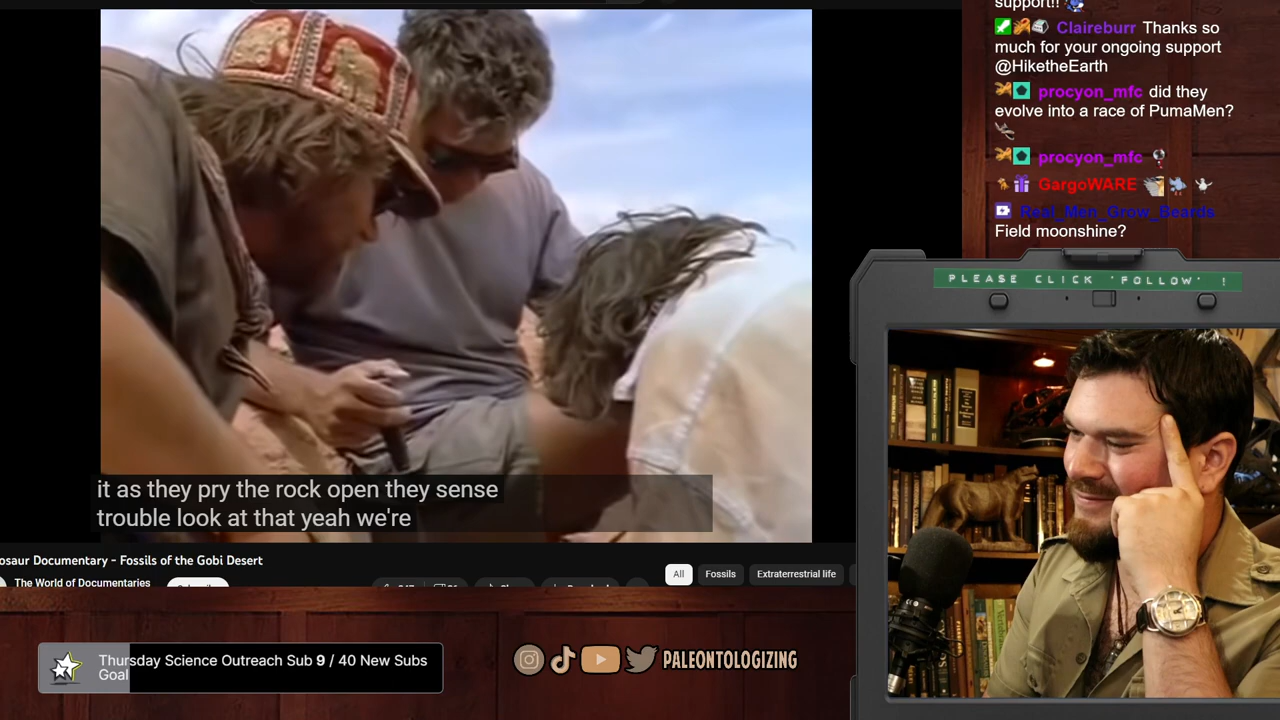 support!!
Claireburr Thanks so
much for your ongoing support
@HiketheEarth
procyon_mfc did they
evolve into a race of PumaMen?
procyon_mfc
GargoWARE
Real_Men_Grow_Beards
Field moonshine?
PLEASE CLICK "FOLLOW" !
it as they pry the rock open they sense
trouble look at that yeah we're
osaur Documentary - Fossils of the Gobi Desert
The World of Documentaries
All Fossils Extraterrestrial life
Thursday Science Outreach Sub 9 / 40 New Subs
Goal
PALEONTOLOGIZING